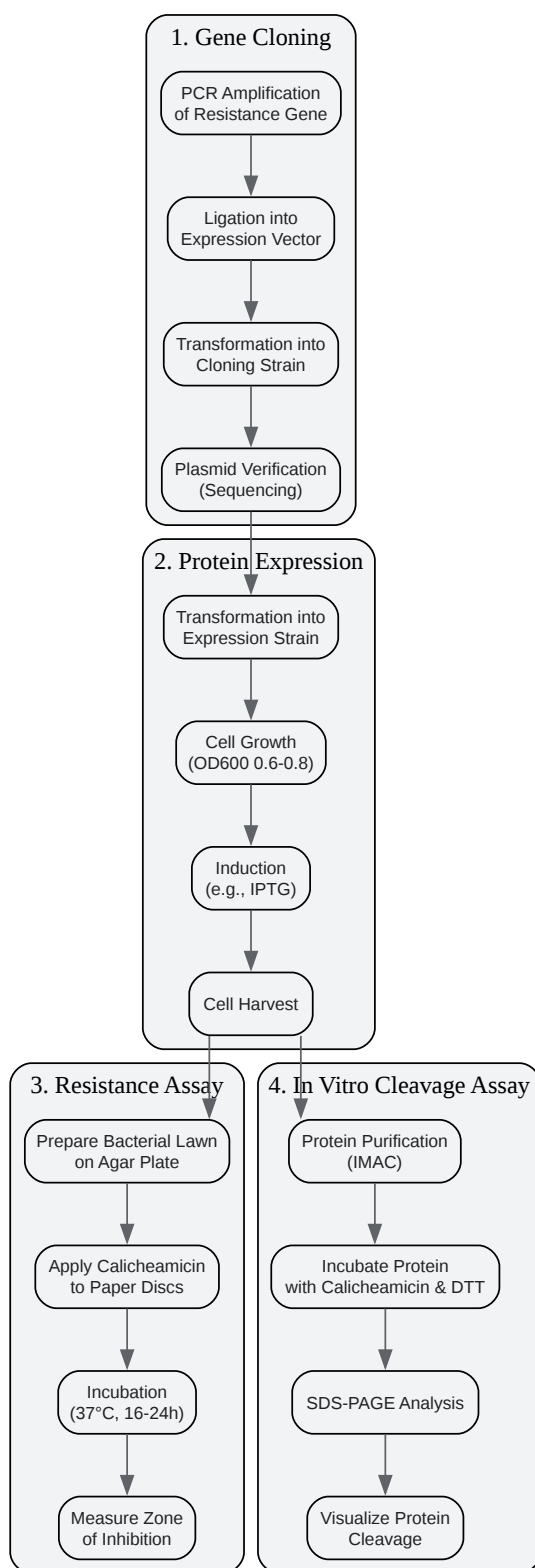 1. Gene Cloning
PCR Amplification
of Resistance Gene
Ligation into
Expression Vector
Transformation into
Cloning Strain
Plasmid Verification
(Sequencing)
2. Protein Expression
Transformation into
Expression Strain
Cell Growth
(OD600 0.6-0.8)
Induction
(e.g., IPTG)
Cell Harvest
3. Resistance Assay
Prepare Bacterial Lawn
on Agar Plate
Apply Calicheamicin
to Paper Discs
Incubation
(37°C, 16-24h)
Measure Zone
of Inhibition
4. In Vitro Cleavage Assay
Protein Purification
(IMAC)
Incubate Protein
with Calicheamicin & DTT
SDS-PAGE Analysis
Visualize Protein
Cleavage